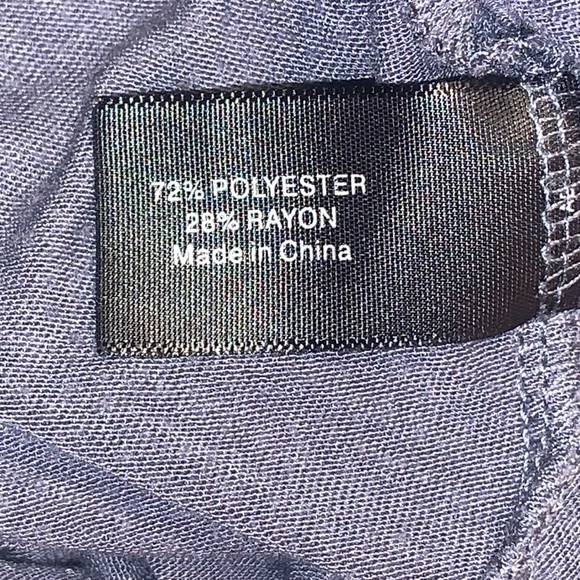 72% POLYESTER
28% RAYON
Made in China